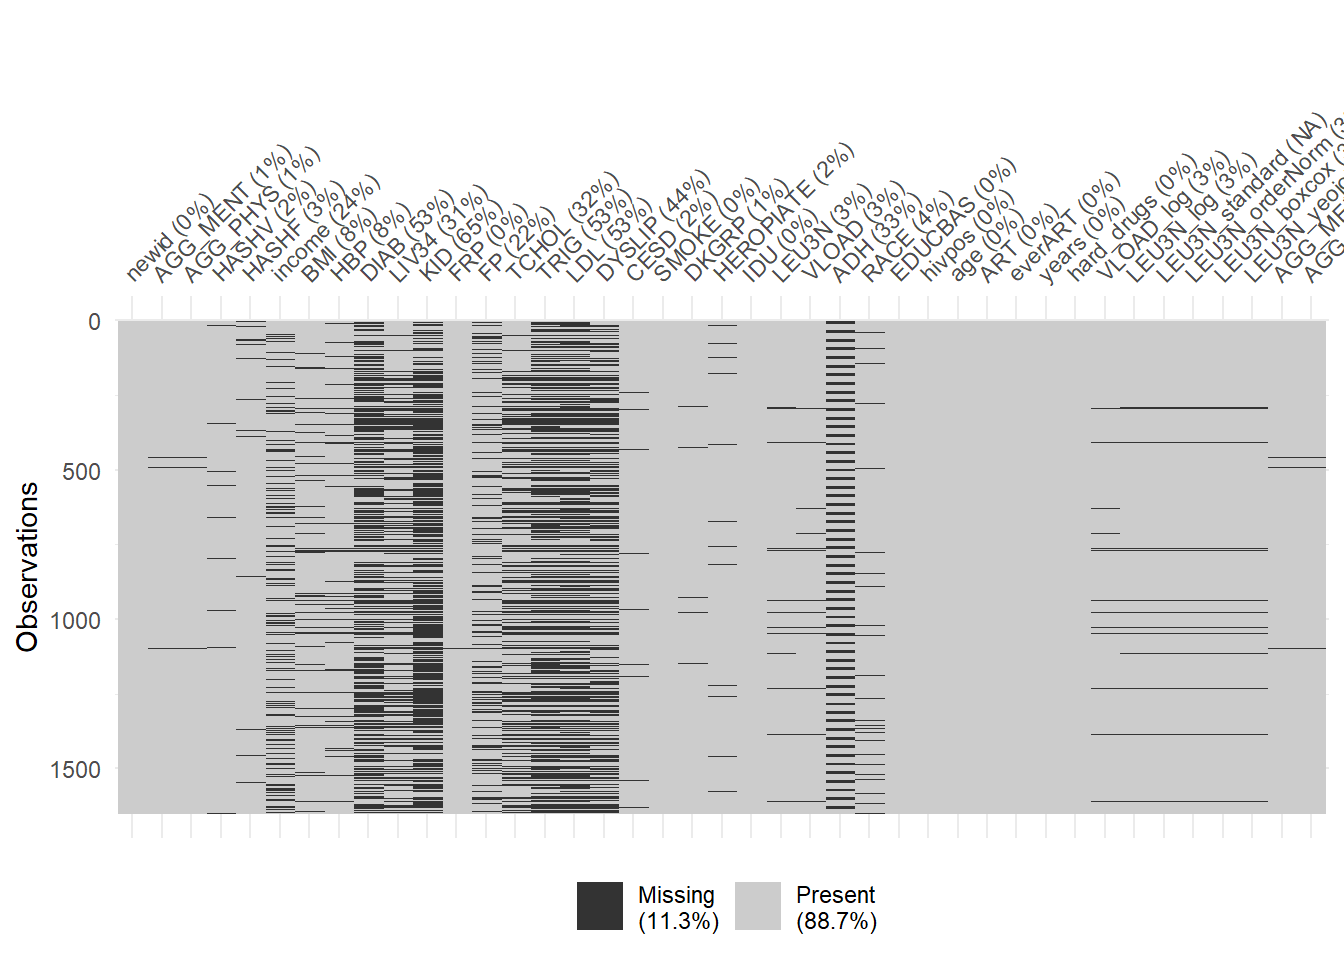 newid (0%)
AGG_MENT (1%)
AGG_PHYS (1%)
HASHV (2%)
HASHF (3%)
income (24%)
BMI (8%)
HBP (8%)
DIAB (53%)
LIV34 (31%)
KID (65%)
FRP (0%)
FP (22%)
TCHOL (32%)
TRIG (53%)
LDL (53%)
DYSLIP (44%)
CESD (2%)
SMOKE (0%)
DKGRP (1%)
HEROPIATE (2%)
IDU (0%)
LEU3N (3%)
VLOAD (3%)
ADH (33%)
RACE (4%)
EDUCBAS (0%)
hivpos (0%)
age (0%)
ART (0%)
everART (0%)
years (0%)
hard_drugs (0%)
VLOAD_log (3%)
LEU3N_log (3%)
LEU3N_standard (NA)
LEU3N_orderNorm (3
LEU3N_boxcox
AGG_
0
500
1000
1500
Observations
Missing
(11.3%)
Present
(88.7%)